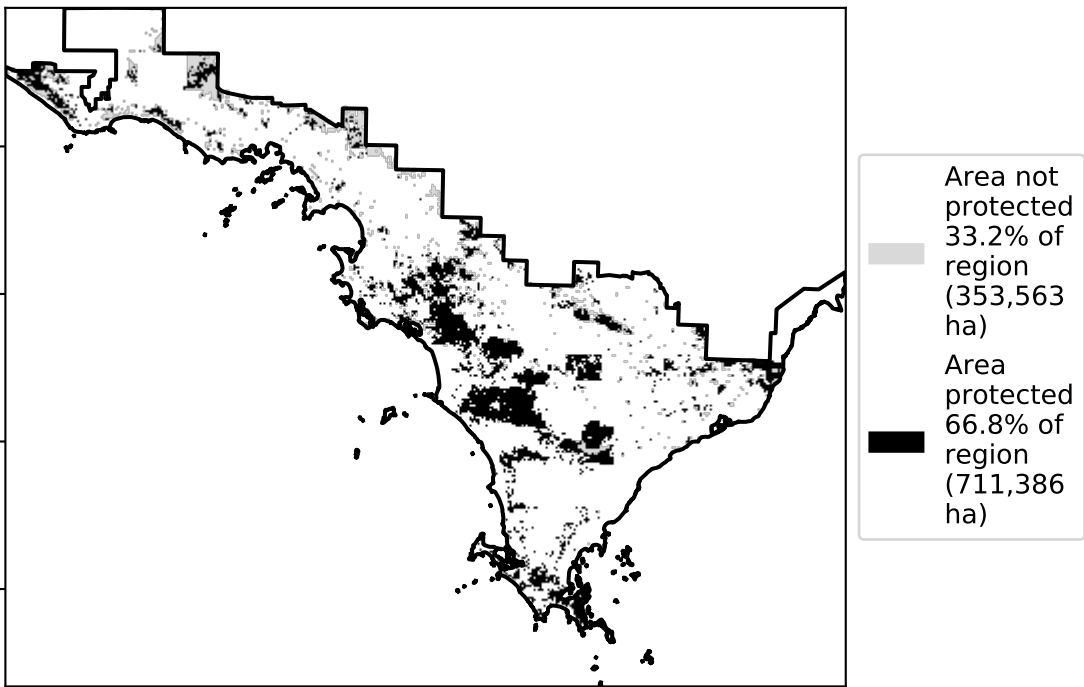 Area not
protected
33.2% of
region
(353,563
ha)
Area
protected
66.8% of
region
(711,386
ha)